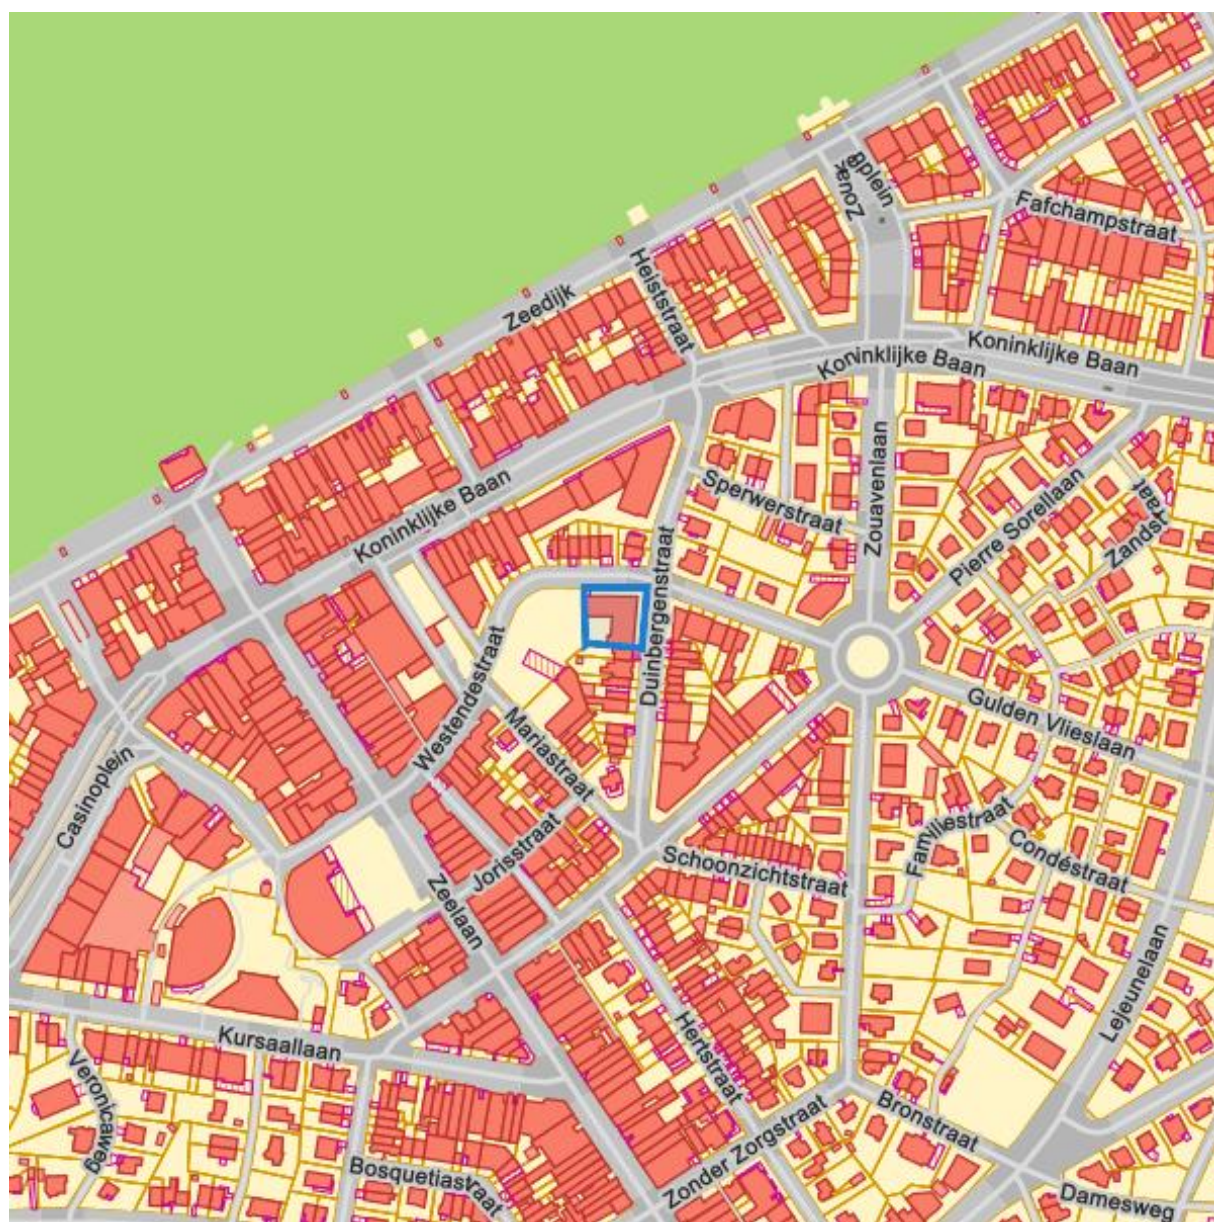 Zouavenplein
Fafchampstraat
Heiststraat
Zeedijk
Koninklijke Baan
Koninklijke Baan
Koninklijke Baan
Sperwerstraat
Zouavenlaan
Pierre Sorellaan
Zandstraat
Duinbergenstraat
Westendestraat
Mariastraat
Gulden Vlieslaan
Casinoplein
Jorisstraat
Zeelaan
Schoonzichtstraat
Familiestraat
Condéstraat
Lejeunelaan
Kursaallaan
Veronicaweg
Hertstraat
Bronstraat
Zonder Zorgstraat
Bosquetiastraat
Damesweg